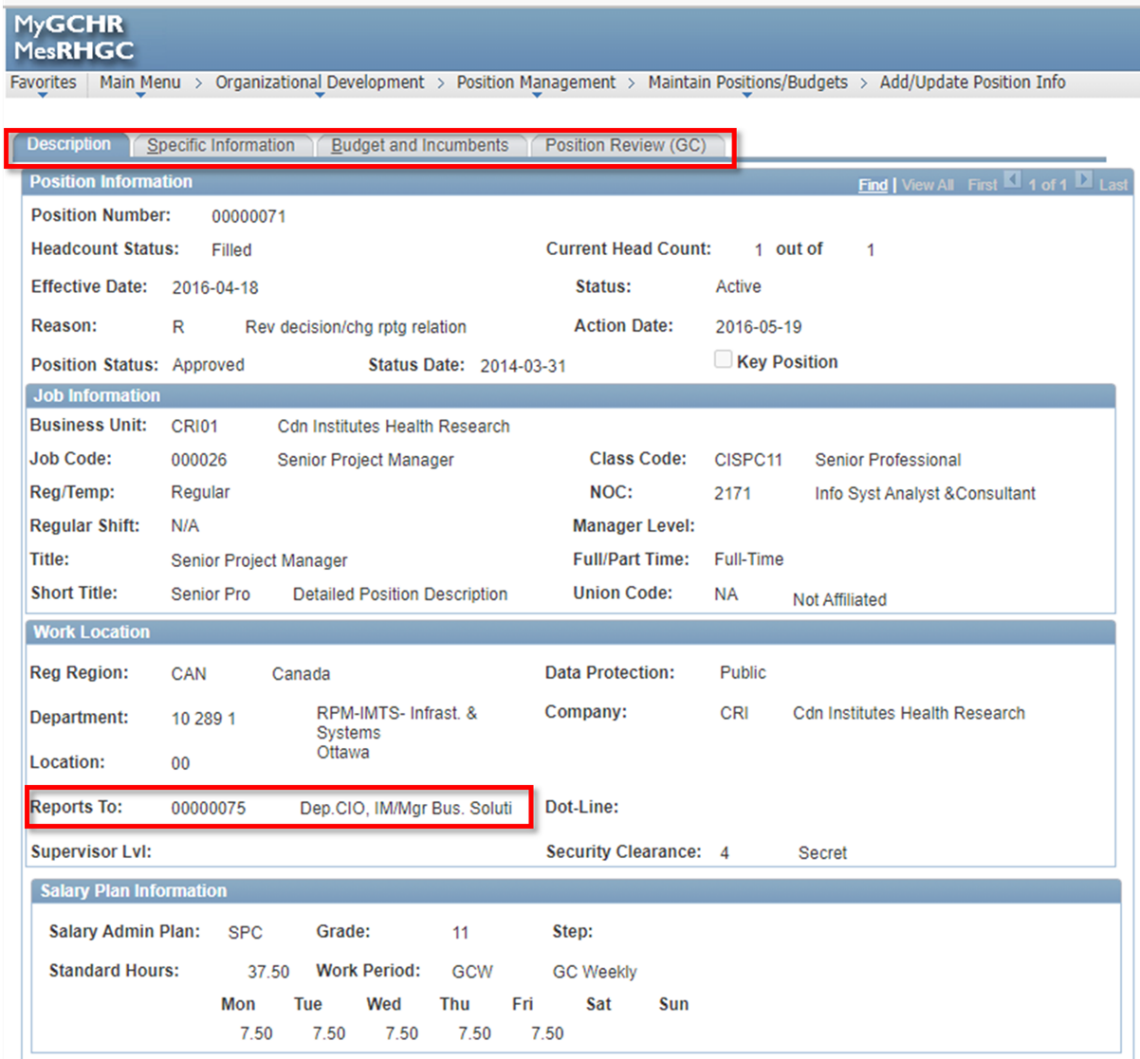 MyGCHR
MesRHGC
Favorites Main Menu > Organizational Development > Position Management > Maintain Positions/Budgets > Add/Update Position Info
Description Specific Information Budget and Incumbents Position Review (GC)
Position Information Find | View All First 1 of 1 Last
Position Number: 00000071
Headcount Status: Filled Current Head Count: 1 out of 1
Effective Date: 2016-04-18 Status: Active
Reason: R Rev decision/chg rptg relation Action Date: 2016-05-19
Position Status: Approved Status Date: 2014-03-31 Key Position
Job Information
Business Unit: CRI01 Cdn Institutes Health Research
Job Code: 000026 Senior Project Manager Class Code: CISPC11 Senior Professional
Reg/Temp: Regular NOC: 2171 Info Syst Analyst &Consultant
Regular Shift: N/A Manager Level:
Title: Senior Project Manager Full/Part Time: Full-Time
Short Title: Senior Pro Detailed Position Description Union Code: NA Not Affiliated
Work Location
Reg Region: CAN Canada Data Protection: Public
Department: 10 289 1 RPM-IMTS- Infrast. & Systems Company: CRI Cdn Institutes Health Research
Location: 00 Ottawa
Reports To: 00000075 Dep.CIO, IM/Mgr Bus. Soluti Dot-Line:
Supervisor Lvl: Security Clearance: 4 Secret
Salary Plan Information
Salary Admin Plan: SPC Grade: 11 Step:
Standard Hours: 37.50 Work Period: GCW GC Weekly
Mon Tue Wed Thu Fri Sat Sun
7.50 7.50 7.50 7.50 7.50